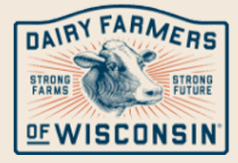 DAIRY FARMERS
STRONG FARMS
STRONG FUTURE
OF WISCONSIN